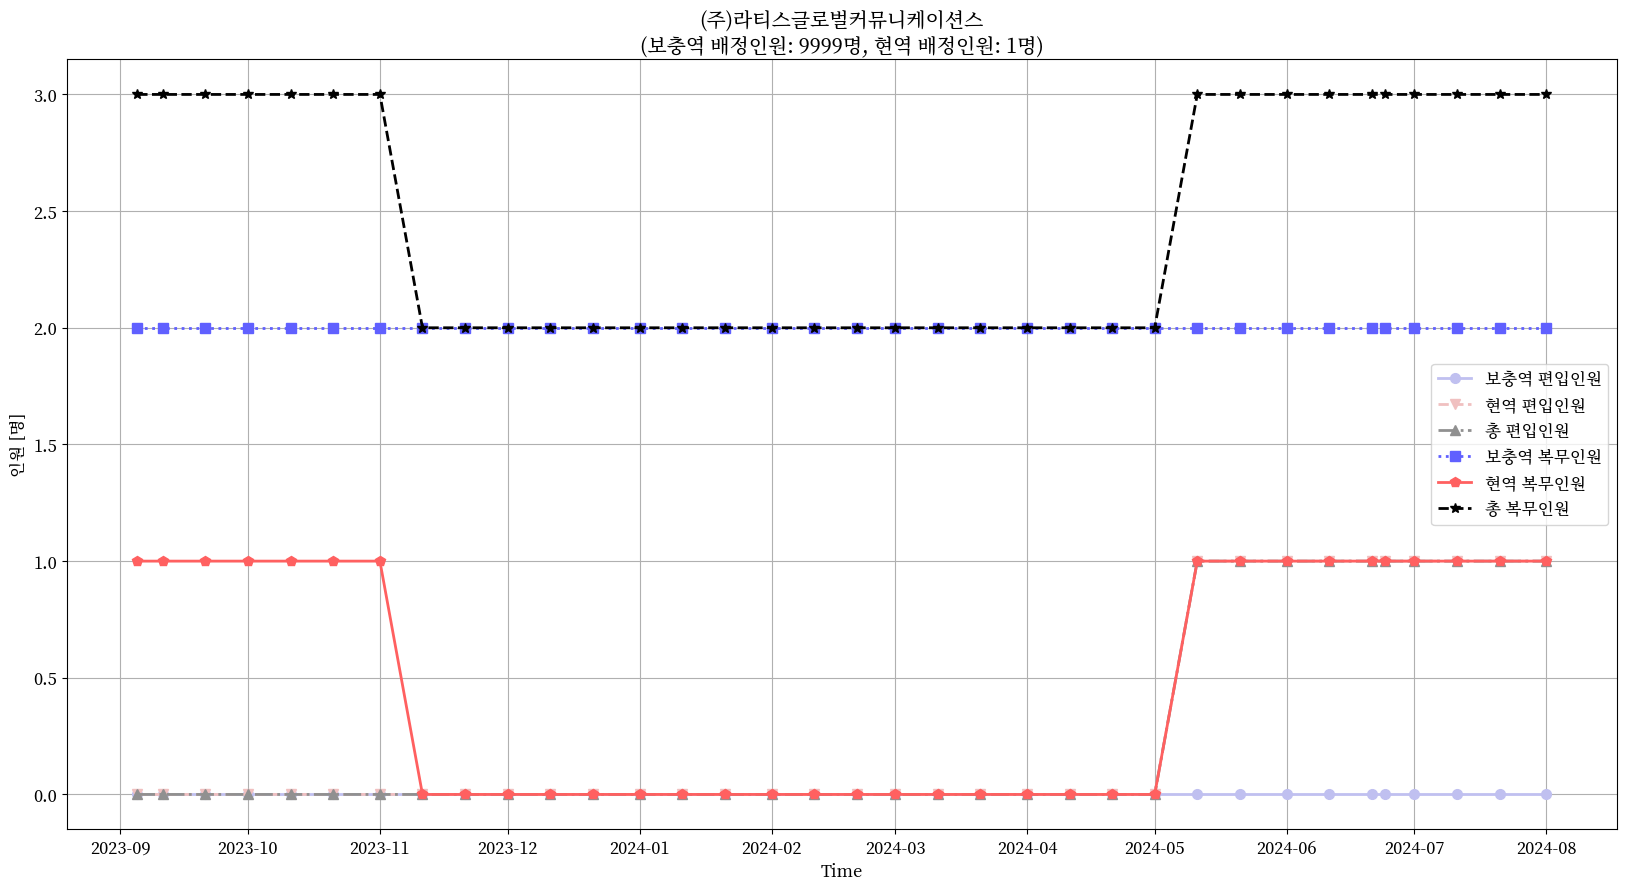 (주)라티스글로벌커뮤니케이션스
(보충역 배정인원: 9999명, 현역 배정인원: 1명)
3.0
2.5
2.0
1.5
1.0
0.5
0.0
인원 [명]
보충역 편입인원
현역 편입인원
총 편입인원
보충역 복무인원
현역 복무인원
총 복무인원
2023-09 2023-10 2023-11 2023-12 2024-01 2024-02 2024-03 2024-04 2024-05 2024-06 2024-07 2024-08
Time